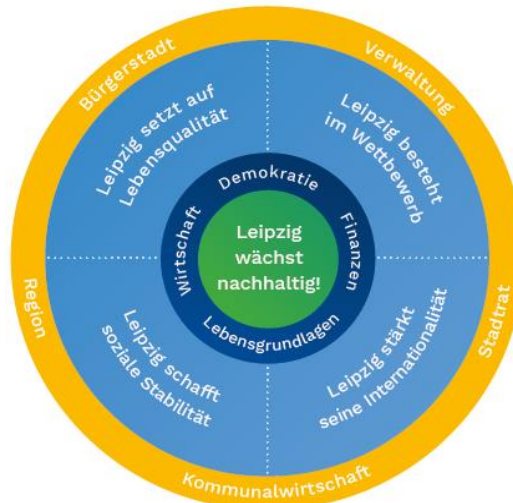 Bürgerstadt
Verwaltung
Leipzig setzt auf
Lebensqualität
Leipzig besteht
im Wettbewerb
Demokratie
Wirtschaft
Finanzen
Leipzig
wächst
nachhaltig!
Lebensgrundlagen
Region
Stadtrat
Leipzig schafft
soziale Stabilität
Leipzig stärkt
seine Internationalität
Kommunalwirtschaft